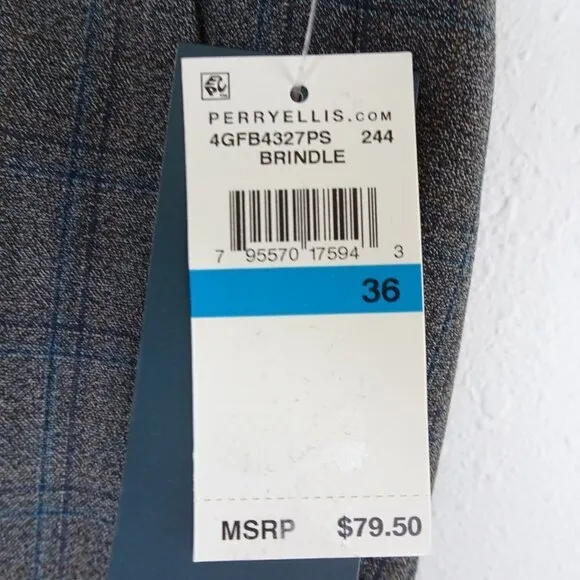 PERRYELLIS.COM
4GFB4327PS 244
BRINDLE
7 95570 17594 3
36
MSRP $79.50